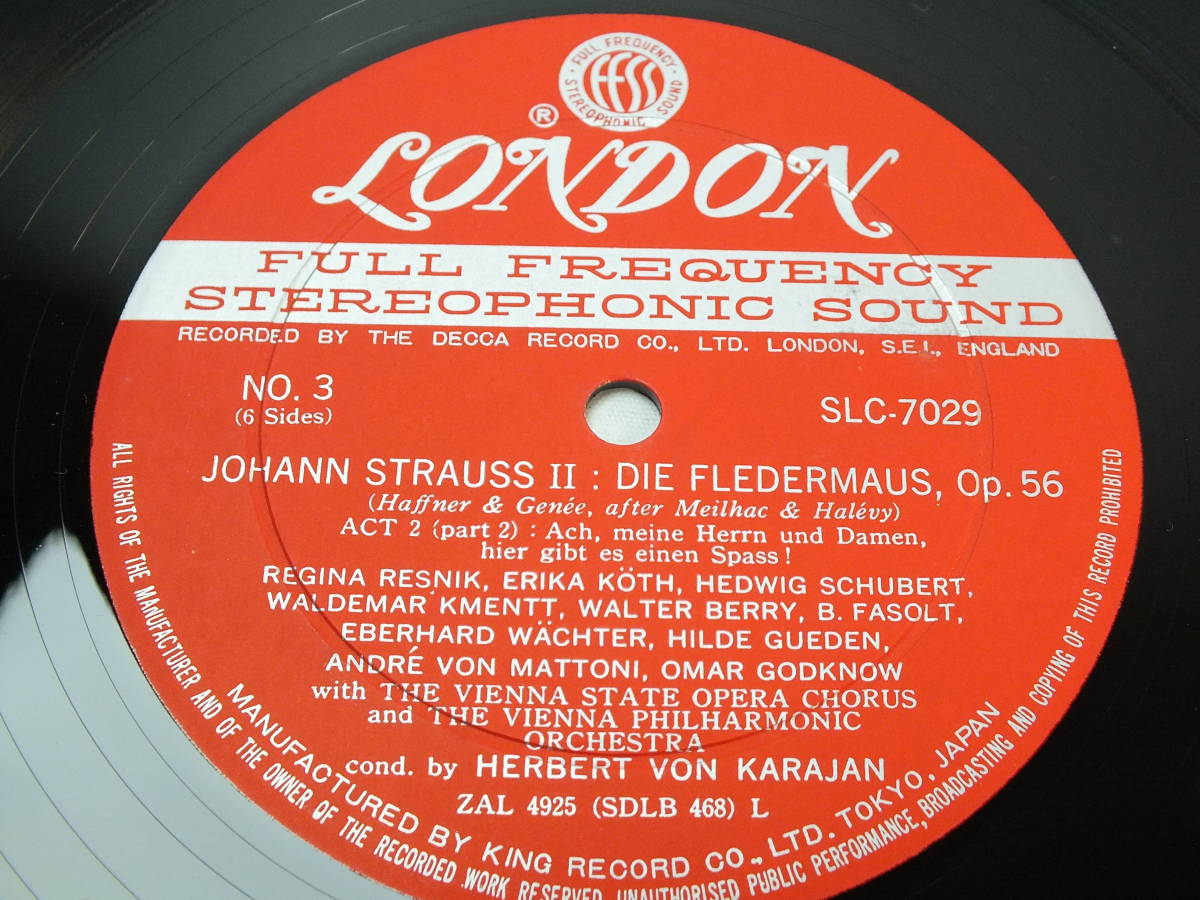 FULL FREQUENCY
ffss
STEREOPHONIC SOUND
®
LONDON
FULL FREQUENCY
STEREOPHONIC SOUND
RECORDED BY THE DECCA RECORD CO., LTD. LONDON, S.E.I., ENGLAND
NO. 3
(6 Sides)
SLC-7029
JOHANN STRAUSS II : DIE FLEDERMAUS, Op. 56
(Haffner & Genée, after Meilhac & Halévy)
ACT 2 (part 2) : Ach, meine Herrn und Damen,
hier gibt es einen Spass !
REGINA RESNIK, ERIKA KÖTH, HEDWIG SCHUBERT,
WALDEMAR KMENTT, WALTER BERRY, B. FASOLT,
EBERHARD WÄCHTER, HILDE GUEDEN,
ANDRÉ VON MATTONI, OMAR GODKNOW
with THE VIENNA STATE OPERA CHORUS
and THE VIENNA PHILHARMONIC
ORCHESTRA
cond. by HERBERT VON KARAJAN
ZAL 4925 (SDLB 468) L
MANUFACTURED BY KING RECORD CO., LTD. TOKYO, JAPAN
ALL RIGHTS OF THE MANUFACTURER AND OF THE OWNER OF THE RECORDED WORK RESERVED. UNAUTHORISED PUBLIC PERFORMANCE, BROADCASTING AND COPYING OF THIS RECORD PROHIBITED